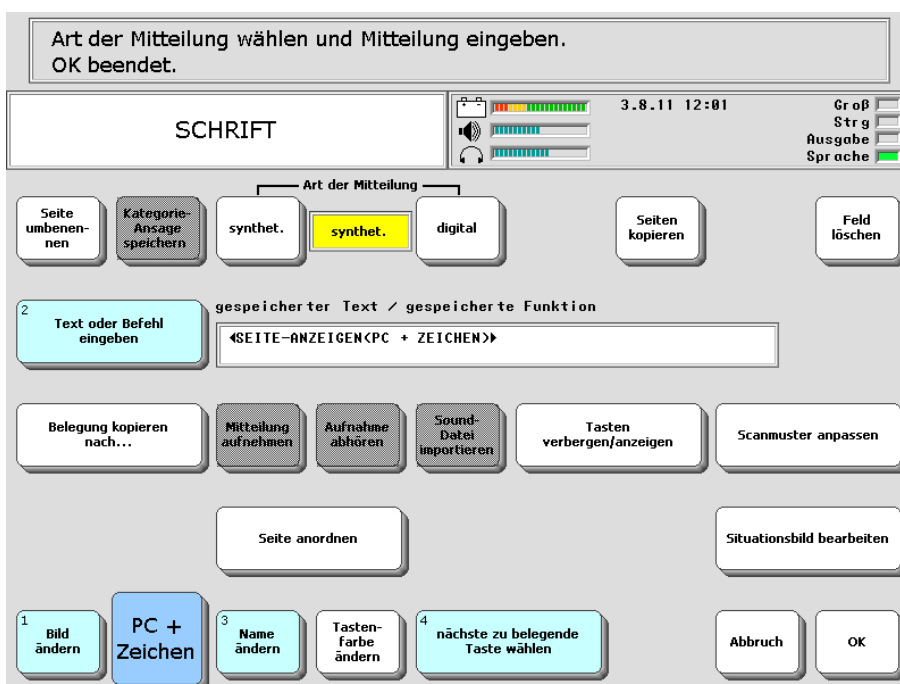 Art der Mitteilung wählen und Mitteilung eingeben.
OK beendet.
SCHRIFT
3.8.11 12:01
Groß
Strg
Ausgabe
Sprache
Art der Mitteilung
Seite
umbenen-
nen
Kategorie-
Ansage
speichern
synthet.
synthet.
digital
Seiten
kopieren
Feld
löschen
2
Text oder Befehl
eingeben
gespeicherter Text / gespeicherte Funktion
◂SEITE-ANZEIGEN<PC + ZEICHEN>▸
Belegung kopieren
nach...
Mitteilung
aufnehmen
Aufnahme
abhören
Sound-
Datei
importieren
Tasten
verbergen/anzeigen
Scanmuster anpassen
Seite anordnen
Situationsbild bearbeiten
1
Bild
ändern
PC +
Zeichen
3
Name
ändern
Tasten-
farbe
ändern
4
nächste zu belegende
Taste wählen
Abbruch
OK